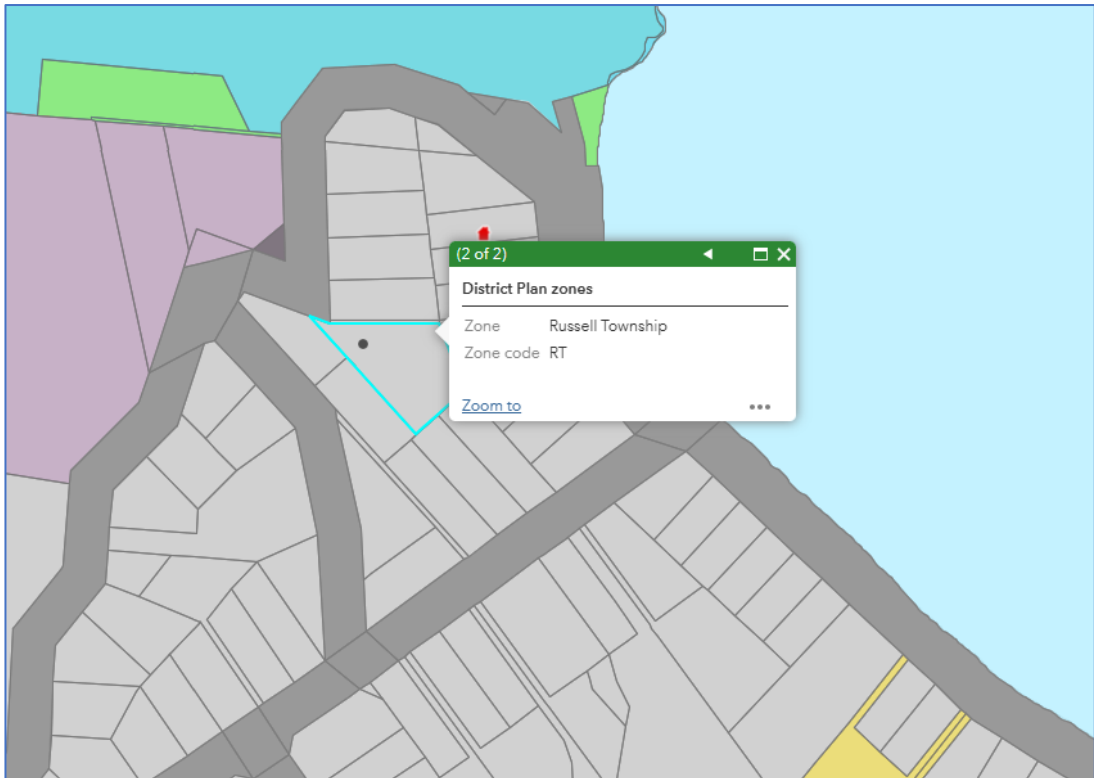 (2 of 2)
District Plan zones
Zone Russell Township
Zone code RT
Zoom to